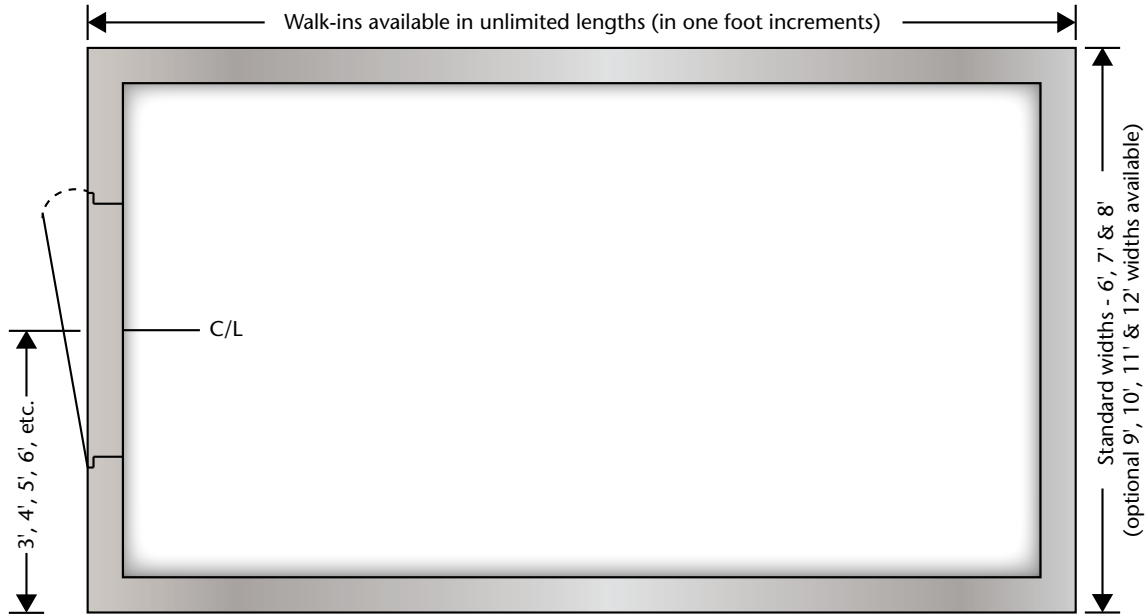 Walk-ins available in unlimited lengths (in one foot increments)
C/L
3', 4', 5', 6', etc.
Standard widths - 6', 7' & 8'
(optional 9', 10', 11' & 12' widths available)